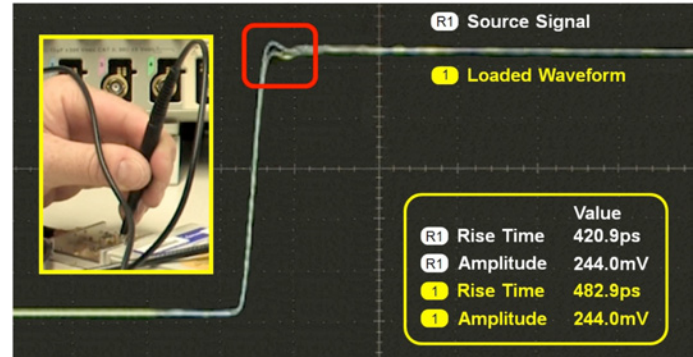 R1 Source Signal
1 Loaded Waveform
Value
R1 Rise Time 420.9ps
R1 Amplitude 244.0mV
1 Rise Time 482.9ps
1 Amplitude 244.0mV